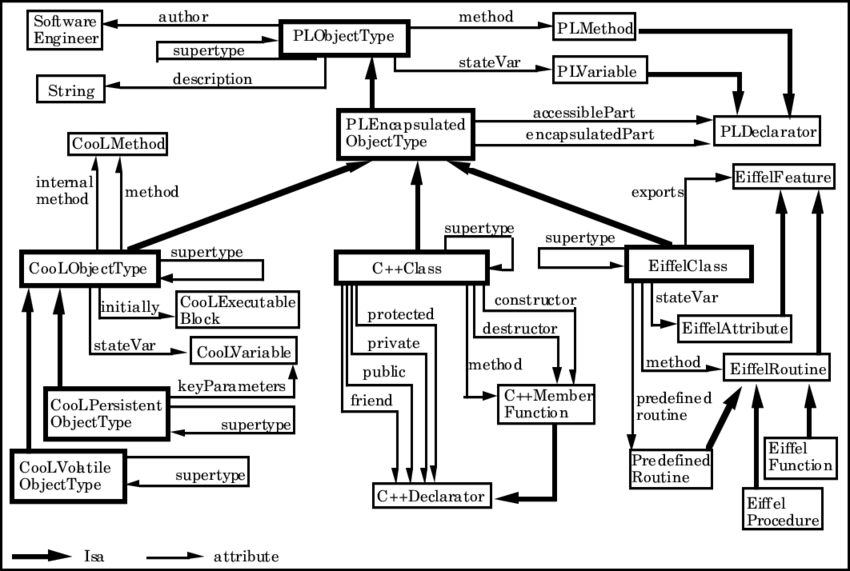 Software
Engineer
author
PLObjectType
method
PLMethod
supertype
stateVar
PLVariable
description
String
PLEncapsulated
ObjectType
accessiblePart
encapsulatedPart
PLDeclarator
CooLMethod
internal
method
method
exports
EiffelFeature
supertype
CooLObjectType
supertype
C++Class
supertype
EiffelClass
initially
CooLExecutable
Block
stateVar
CooLVariable
keyParameters
CooLPersistent
ObjectType
supertype
CooLVolatile
ObjectType
supertype
protected
private
public
friend
constructor
destructor
method
C++Member
Function
C++Declarator
stateVar
EiffelAttribute
method
EiffelRoutine
predefined
routine
Predefined
Routine
Eiffel
Function
Eiffel
Procedure
Isa
attribute